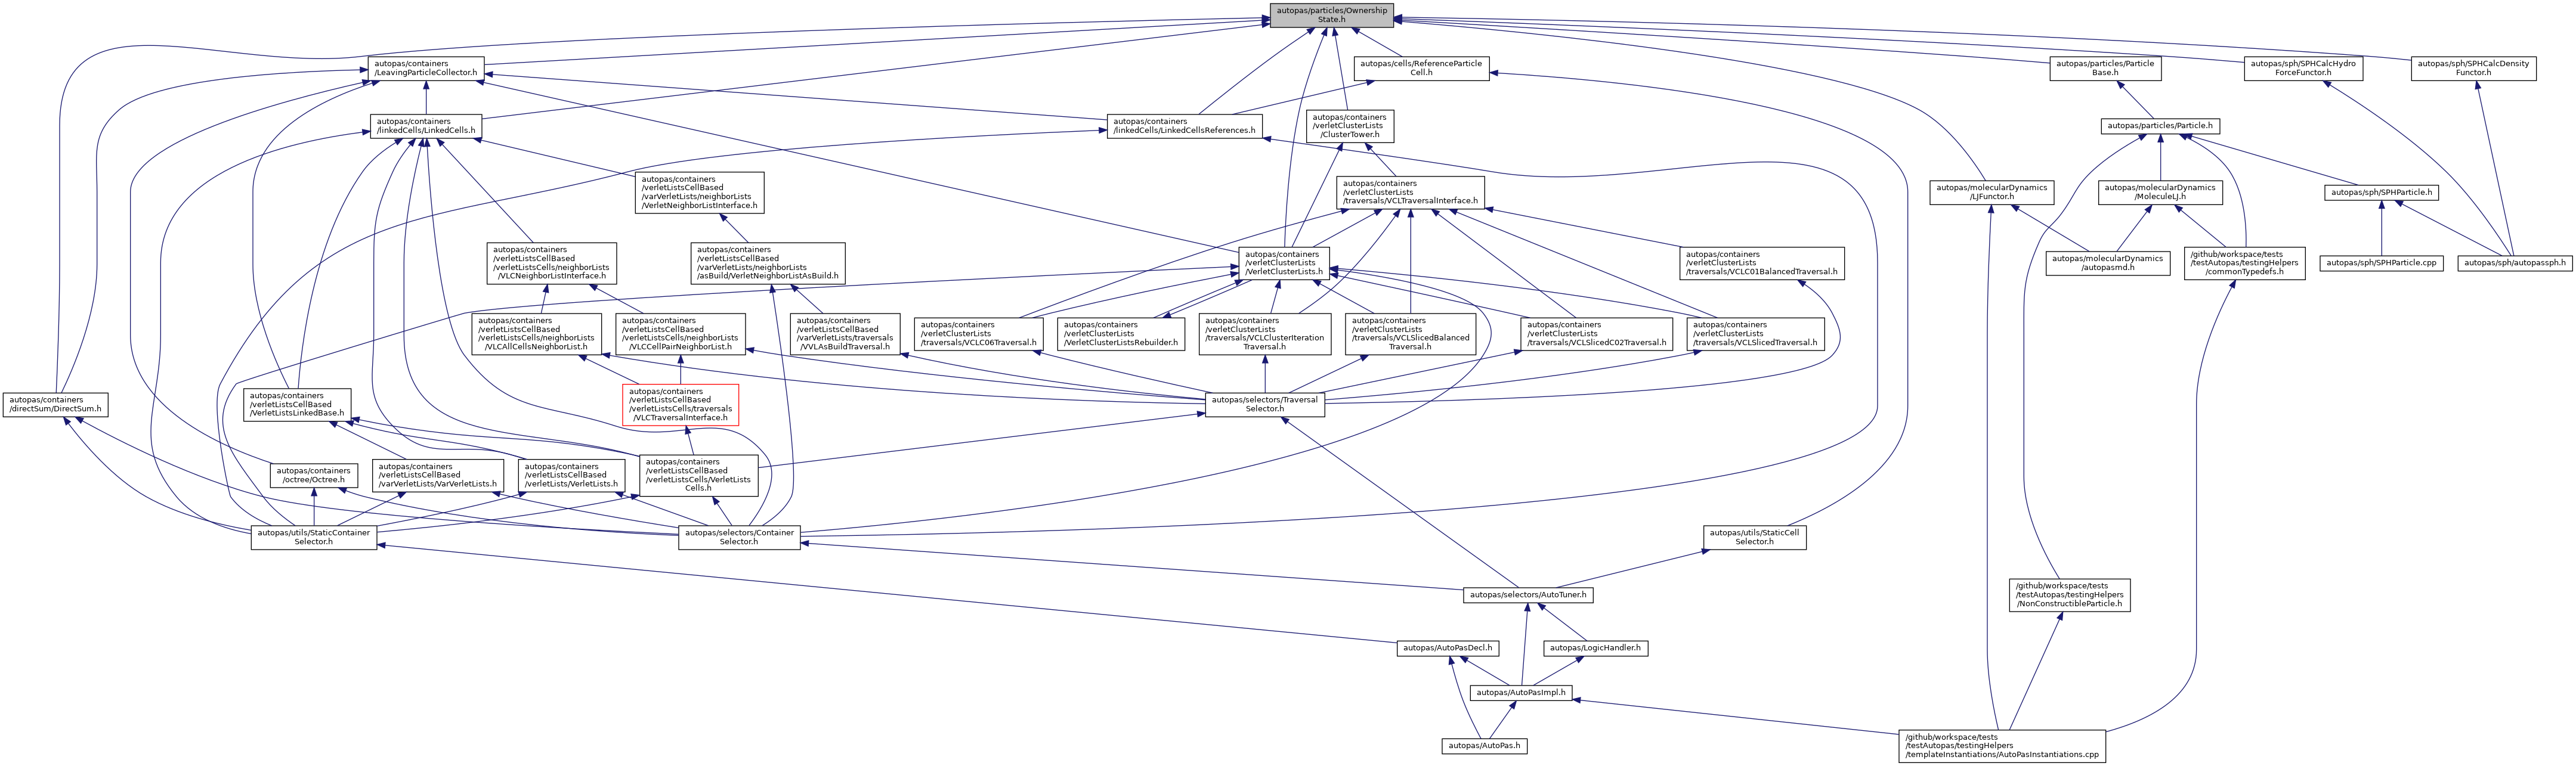 autopas/particles/Ownership
State.h
autopas/containers
/LeavingParticleCollector.h
autopas/cells/ReferenceParticle
Cell.h
autopas/particles/Particle
Base.h
autopas/sph/SPHCalcHydro
ForceFunctor.h
autopas/sph/SPHCalcDensity
Functor.h
autopas/containers
/linkedCells/LinkedCells.h
autopas/containers
/linkedCells/LinkedCellsReferences.h
autopas/containers
/verletClusterLists
/ClusterTower.h
autopas/particles/Particle.h
autopas/containers
/verletListsCellBased
/varVerletLists/neighborLists
/VerletNeighborListInterface.h
autopas/containers
/verletClusterLists
/traversals/VCLTraversalInterface.h
autopas/molecularDynamics
/LJFunctor.h
autopas/molecularDynamics
/MoleculeLJ.h
autopas/sph/SPHParticle.h
autopas/containers
/verletListsCellBased
/verletListsCells/neighborLists
/VLCNeighborListInterface.h
autopas/containers
/verletListsCellBased
/varVerletLists/neighborLists
/asBuild/VerletNeighborListAsBuild.h
autopas/containers
/verletClusterLists
/VerletClusterLists.h
autopas/containers
/verletClusterLists
/traversals/VCLC01BalancedTraversal.h
autopas/molecularDynamics
/autopasmd.h
/github/workspace/tests
/testAutopas/testingHelpers
/commonTypedefs.h
autopas/sph/SPHParticle.cpp
autopas/sph/autopassph.h
autopas/containers
/verletListsCellBased
/verletListsCells/neighborLists
/VLCAllCellsNeighborList.h
autopas/containers
/verletListsCellBased
/verletListsCells/neighborLists
/VLCCellPairNeighborList.h
autopas/containers
/verletListsCellBased
/varVerletLists/traversals
/VVLAsBuildTraversal.h
autopas/containers
/verletClusterLists
/traversals/VCLC06Traversal.h
autopas/containers
/verletClusterLists
/VerletClusterListsRebuilder.h
autopas/containers
/verletClusterLists
/traversals/VCLClusterIteration
Traversal.h
autopas/containers
/verletClusterLists
/traversals/VCLSlicedBalanced
Traversal.h
autopas/containers
/verletClusterLists
/traversals/VCLSlicedC02Traversal.h
autopas/containers
/verletClusterLists
/traversals/VCLSlicedTraversal.h
autopas/containers
/directSum/DirectSum.h
autopas/containers
/verletListsCellBased
/VerletListsLinkedBase.h
autopas/containers
/verletListsCellBased
/verletListsCells/traversals
/VLCTraversalInterface.h
autopas/selectors/Traversal
Selector.h
autopas/containers
/octree/Octree.h
autopas/containers
/verletListsCellBased
/varVerletLists/VarVerletLists.h
autopas/containers
/verletListsCellBased
/verletLists/VerletLists.h
autopas/containers
/verletListsCellBased
/verletListsCells/VerletLists
Cells.h
autopas/utils/StaticContainer
Selector.h
autopas/selectors/Container
Selector.h
autopas/utils/StaticCell
Selector.h
autopas/selectors/AutoTuner.h
/github/workspace/tests
/testAutopas/testingHelpers
/NonConstructibleParticle.h
autopas/AutoPasDecl.h
autopas/LogicHandler.h
autopas/AutoPasImpl.h
autopas/AutoPas.h
/github/workspace/tests
/testAutopas/testingHelpers
/templateInstantiations/AutoPasInstantiations.cpp